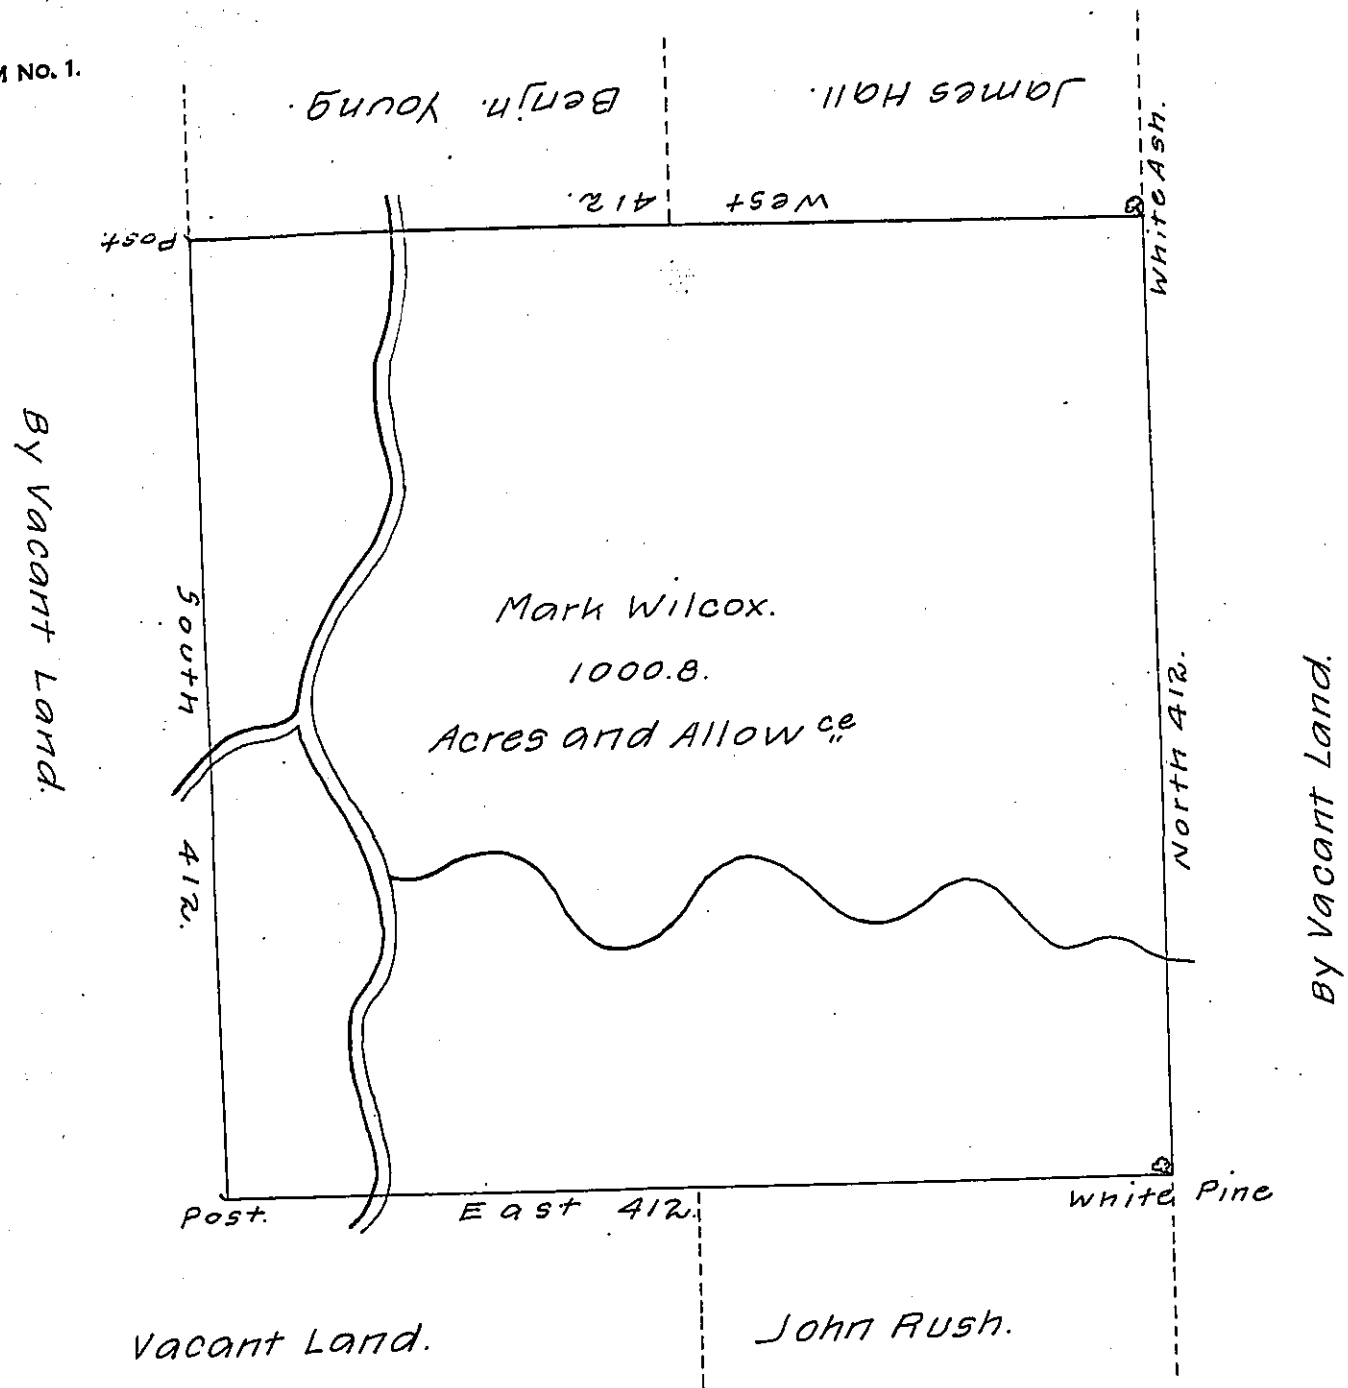 M No. 1.
Benjn. Young.
James Hall.
West 412.
Post.
White Ash.
By Vacant Land.
South 412.
Mark Wilcox.
1000.8.
Acres and Allowce
North 412.
By Vacant Land.
Post.
East 412.
White Pine
Vacant Land.
John Rush.